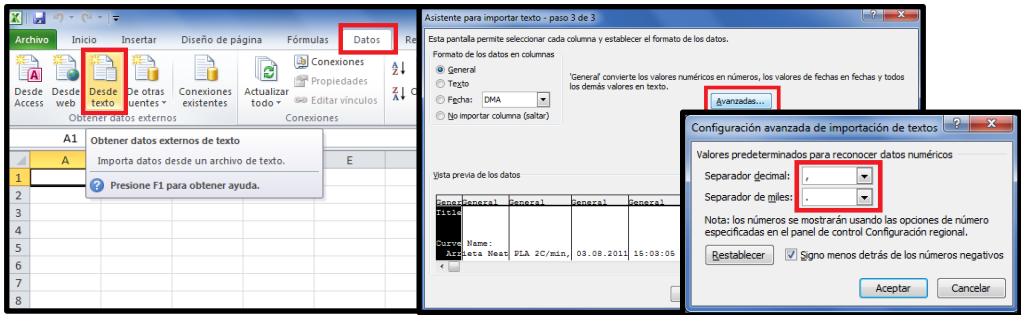 Archivo Inicio Insertar Diseño de página Fórmulas Datos Re
Desde Access
Desde web
Desde texto
De otras fuentes
Conexiones existentes
Actualizar todo
Conexiones
Propiedades
Editar vínculos
Obtener datos externos
Conexiones
A1
Obtener datos externos de texto
Importa datos desde un archivo de texto.
Presione F1 para obtener ayuda.
A E
1
2
3
4
5
6
7
8
Asistente para importar texto - paso 3 de 3
Esta pantalla permite seleccionar cada columna y establecer el formato de los datos.
Formato de los datos en columnas
General
Texto
Fecha: DMA
No importar columna (saltar)
'General' convierte los valores numéricos en números, los valores de fechas en fechas y todos
los demás valores en texto.
Avanzadas...
Vista previa de los datos
GenerGeneral General General General
Title
Curve Name:
Arrieta Neat PLA 2C/min, 03.08.2011 15:03:05
Configuración avanzada de importación de textos
Valores predeterminados para reconocer datos numéricos
Separador decimal: ,
Separador de miles: .
Nota: los números se mostrarán usando las opciones de número
especificadas en el panel de control Configuración regional.
Restablecer
Signo menos detrás de los números negativos
Aceptar Cancelar